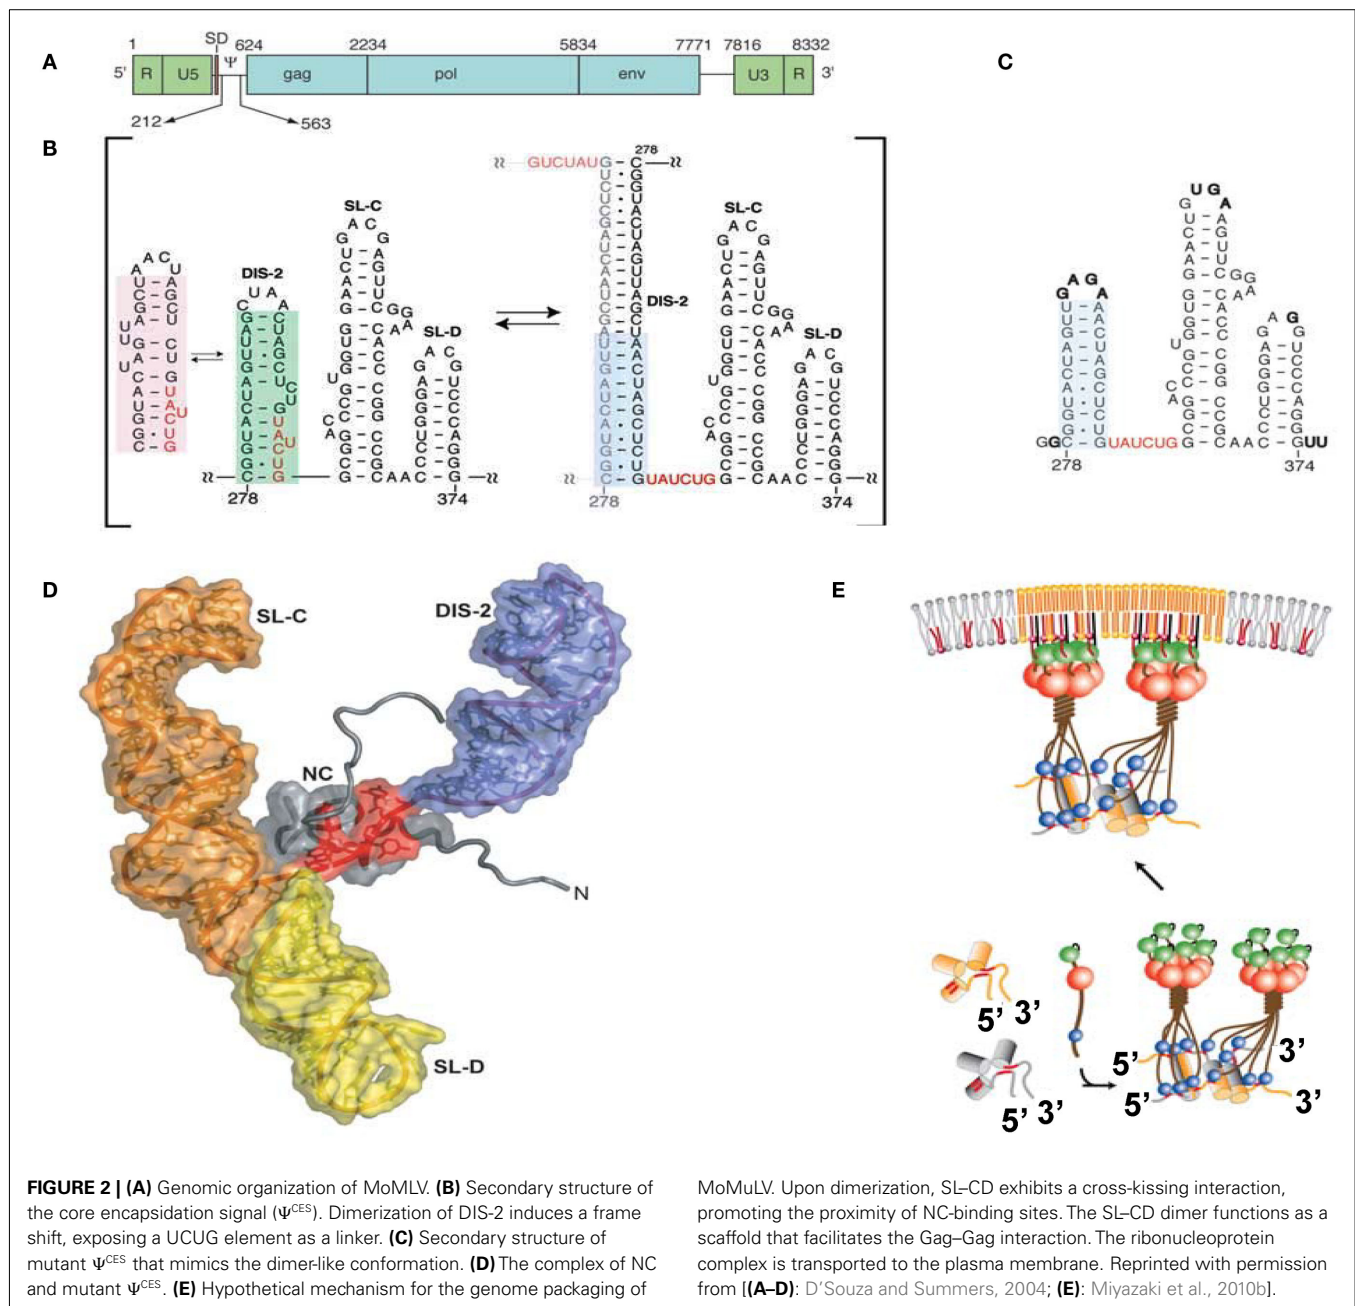 A
1
SD
Ψ
624
2234
5834
7771
7816
8332
5'
R
U5
gag
pol
env
U3
R
3'
212
563
B
DIS-2
SL-C
SL-D
278
374
GUCUAU
278
DIS-2
SL-C
SL-D
UAUCUG
278
374
C
UAUCUG
278
374
D
SL-C
DIS-2
NC
N
SL-D
E
5’ 3’
5’ 3’
5’
3’
5’
3’
FIGURE 2 | (A) Genomic organization of MoMLV. (B) Secondary structure of
the core encapsidation signal (ΨCES). Dimerization of DIS-2 induces a frame
shift, exposing a UCUG element as a linker. (C) Secondary structure of
mutant ΨCES that mimics the dimer-like conformation. (D) The complex of NC
and mutant ΨCES. (E) Hypothetical mechanism for the genome packaging of
MoMuLV. Upon dimerization, SL–CD exhibits a cross-kissing interaction,
promoting the proximity of NC-binding sites. The SL–CD dimer functions as a
scaffold that facilitates the Gag–Gag interaction. The ribonucleoprotein
complex is transported to the plasma membrane. Reprinted with permission
from [(A–D): D’Souza and Summers, 2004; (E): Miyazaki et al., 2010b].